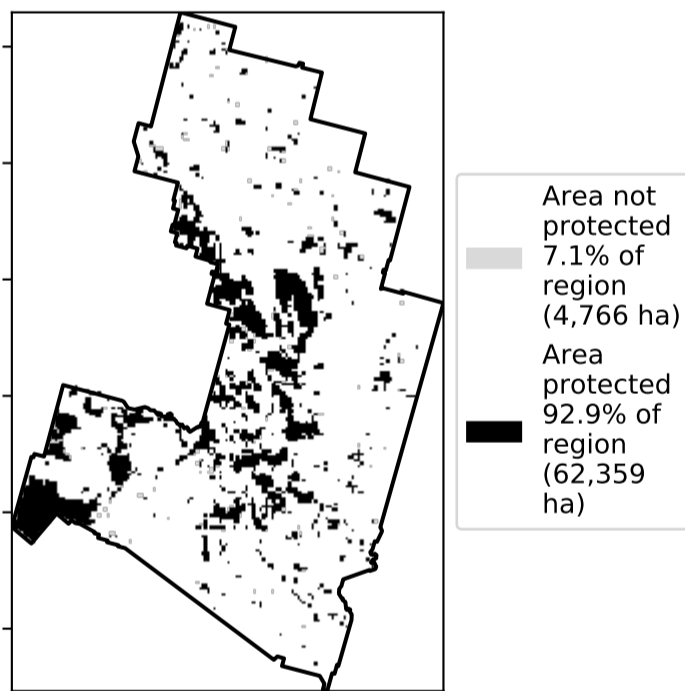 Area not
protected
7.1% of
region
(4,766 ha)
Area
protected
92.9% of
region
(62,359
ha)